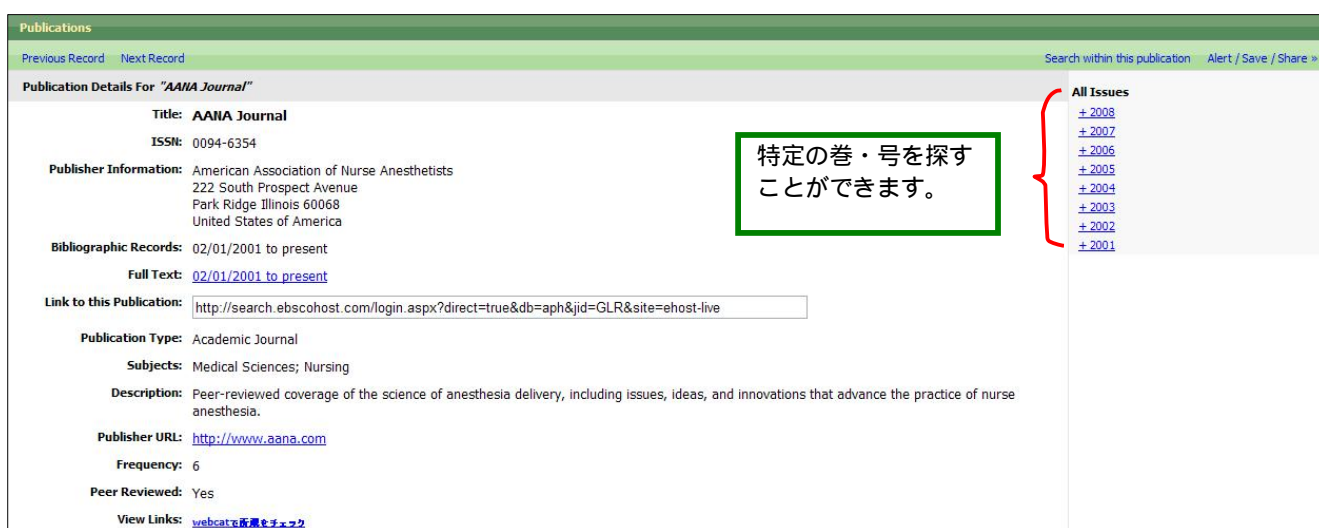 Publications
Previous Record Next Record Search within this publication Alert / Save / Share »
Publication Details For "AANA Journal"
Title: AANA Journal
ISSN: 0094-6354
Publisher Information: American Association of Nurse Anesthetists
222 South Prospect Avenue
Park Ridge Illinois 60068
United States of America
Bibliographic Records: 02/01/2001 to present
Full Text: 02/01/2001 to present
Link to this Publication: http://search.ebscohost.com/login.aspx?direct=true&db=aph&jid=GLR&site=ehost-live
Publication Type: Academic Journal
Subjects: Medical Sciences; Nursing
Description: Peer-reviewed coverage of the science of anesthesia delivery, including issues, ideas, and innovations that advance the practice of nurse
anesthesia.
Publisher URL: http://www.aana.com
Frequency: 6
Peer Reviewed: Yes
View Links: webcatで所蔵をチェック
特定の巻・号を探す
ことができます。
All Issues
+ 2008
+ 2007
+ 2006
+ 2005
+ 2004
+ 2003
+ 2002
+ 2001